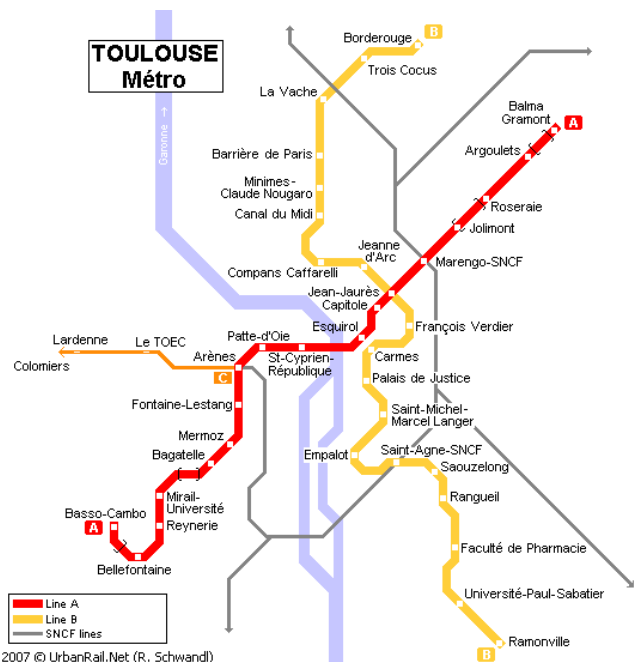 TOULOUSE
Métro
Garonne →
B
Borderouge
Trois Cocus
La Vache
Balma
Gramont
A
Argoulets
Barrière de Paris
Minimes-
Claude Nougaro
Canal du Midi
Roseraie
Jolimont
Jeanne
d'Arc
Compans Caffarelli
Marengo-SNCF
Jean-Jaurès
Capitole
Esquirol
François Verdier
Patte-d'Oie
Lardenne
Le TOEC
Arènes
Colomiers
C
St-Cyprien-
République
Carmes
Palais de Justice
Fontaine-Lestang
Saint-Michel-
Marcel Langer
Mermoz
Bagatelle
Empalot
Saint-Agne-SNCF
Saouzelong
Mirail-
Université
Rangueil
Basso-Cambo
A
Reynerie
Faculté de Pharmacie
Bellefontaine
Université-Paul-Sabatier
Line A
Line B
SNCF lines
Ramonville
B
2007 © UrbanRail.Net (R. Schwandl)